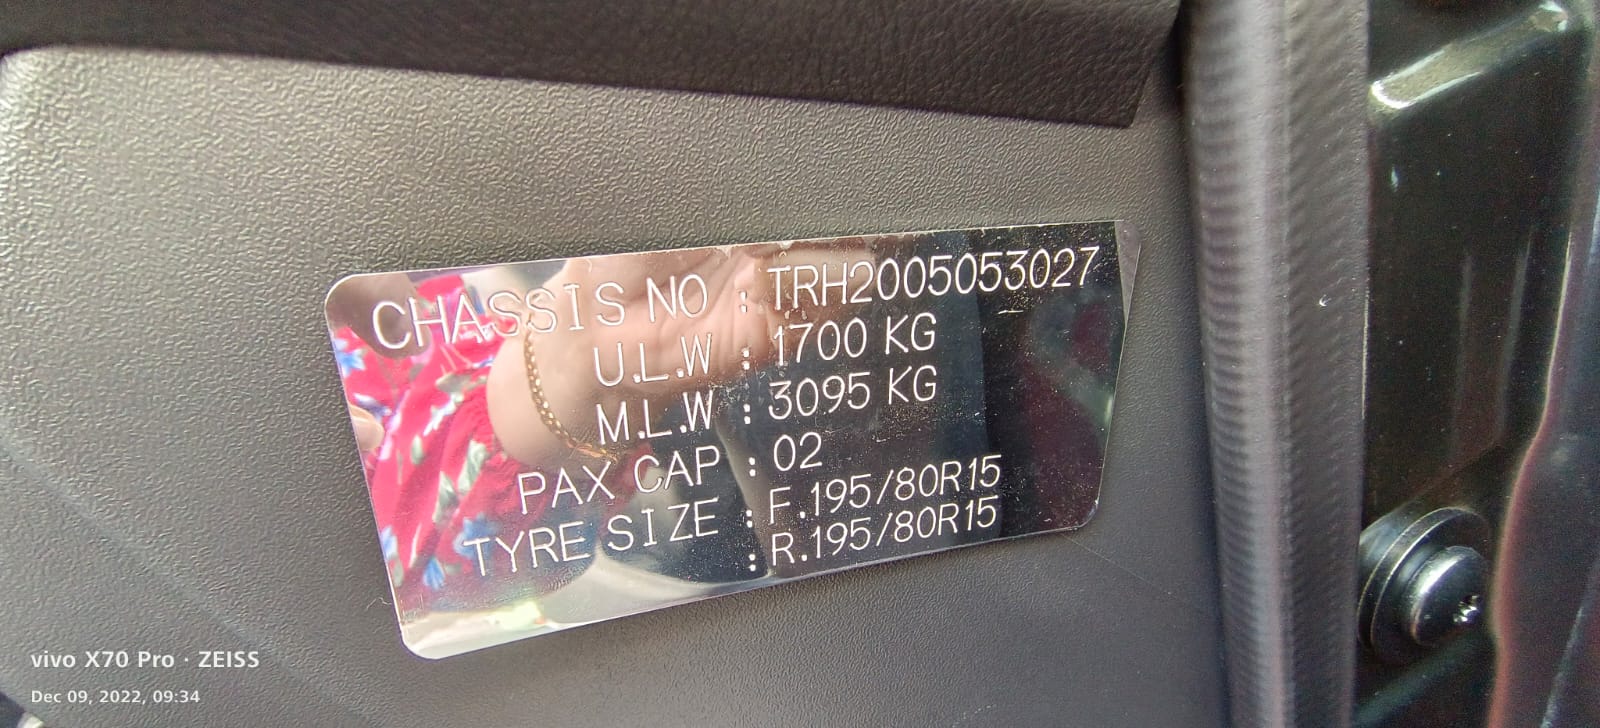 CHASSIS NO : TRH2005053027
U.L.W : 1700 KG
M.L.W : 3095 KG
PAX CAP : 02
TYRE SIZE : F.195/80R15
: R.195/80R15
vivo X70 Pro · ZEISS
Dec 09, 2022, 09:34